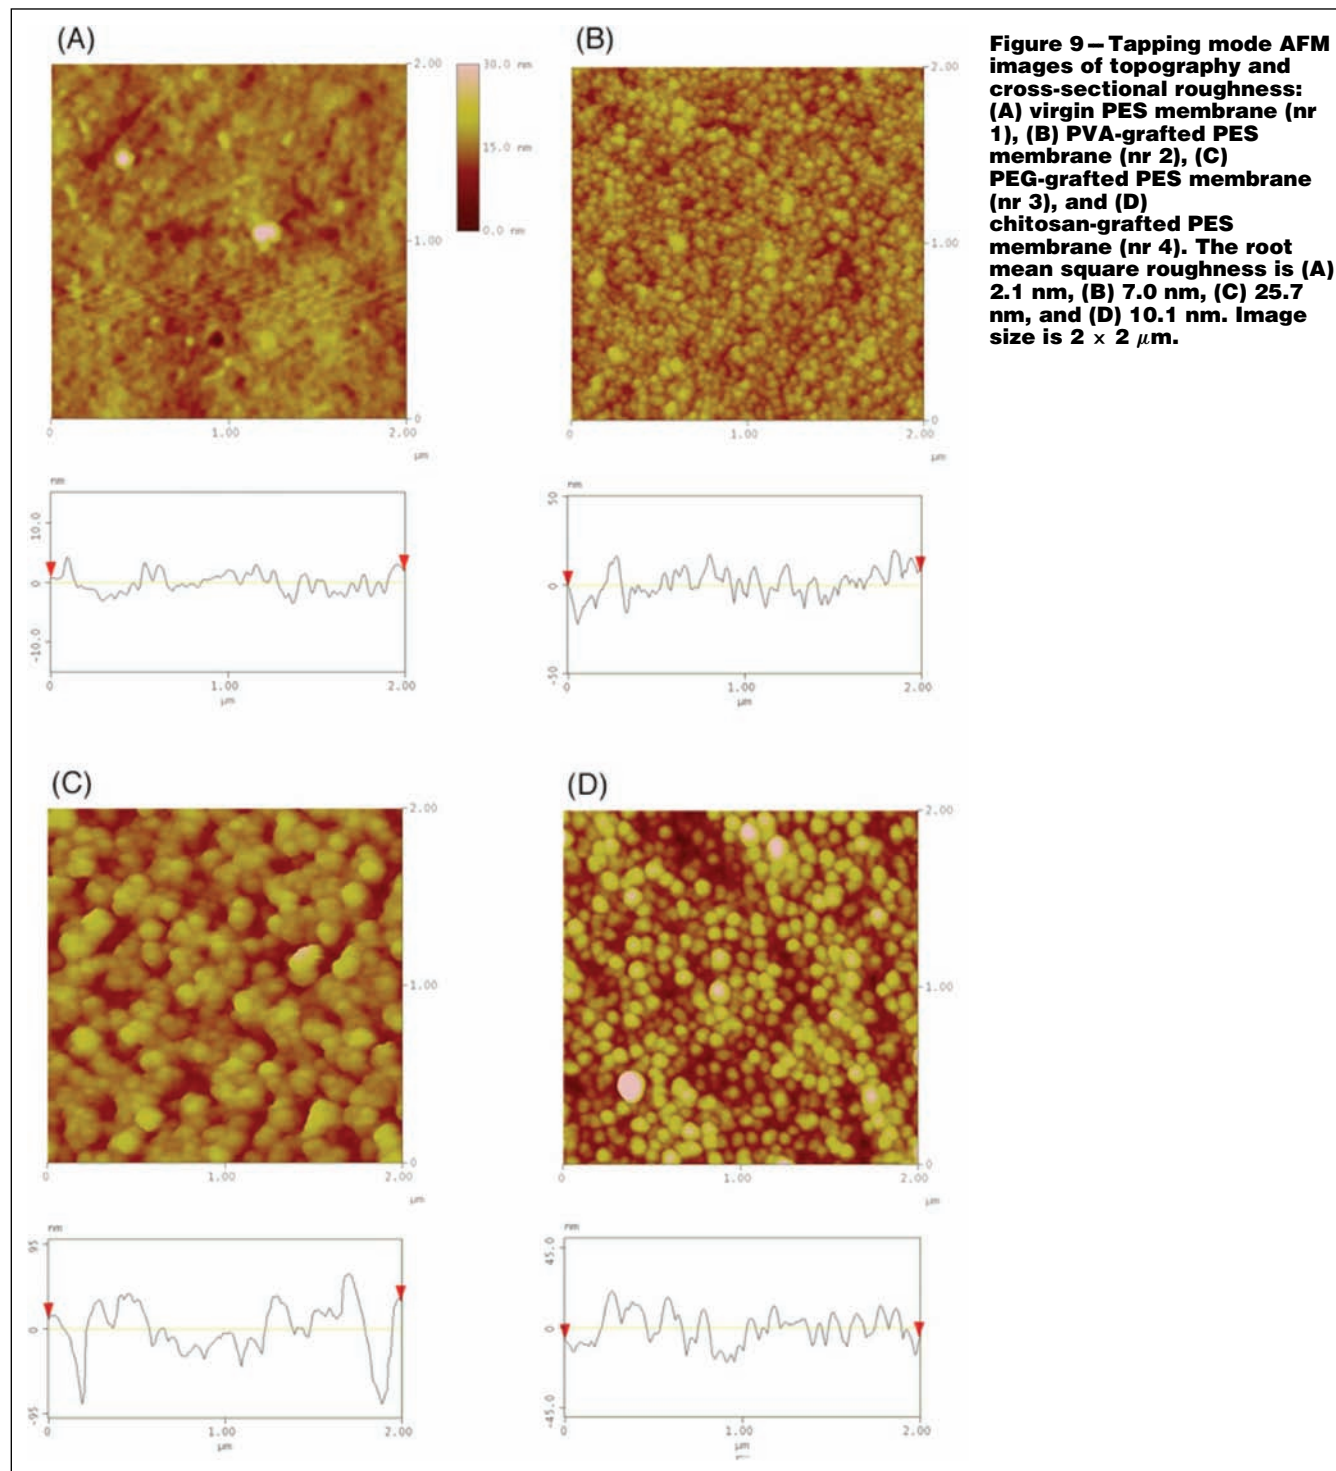 (A)
(B)
Figure 9—Tapping mode AFM
images of topography and
cross-sectional roughness:
(A) virgin PES membrane (nr
1), (B) PVA-grafted PES
membrane (nr 2), (C)
PEG-grafted PES membrane
(nr 3), and (D)
chitosan-grafted PES
membrane (nr 4). The root
mean square roughness is (A)
2.1 nm, (B) 7.0 nm, (C) 25.7
nm, and (D) 10.1 nm. Image
size is 2 × 2 μm.
2.00
30.0 nm
2.00
15.0 nm
1.00
0.0 nm
1.00
0
0
0
1.00
2.00
μm
0
1.00
2.00
μm
nm
10.0
0
-10.0
0
1.00
2.00
μm
nm
50
0
-50
0
1.00
2.00
μm
(C)
(D)
2.00
1.00
0
0
1.00
2.00
μm
2.00
1.00
0
0
1.00
2.00
μm
nm
95
0
-95
0
1.00
2.00
μm
nm
45.0
0
-45.0
0
1.00
2.00
μm